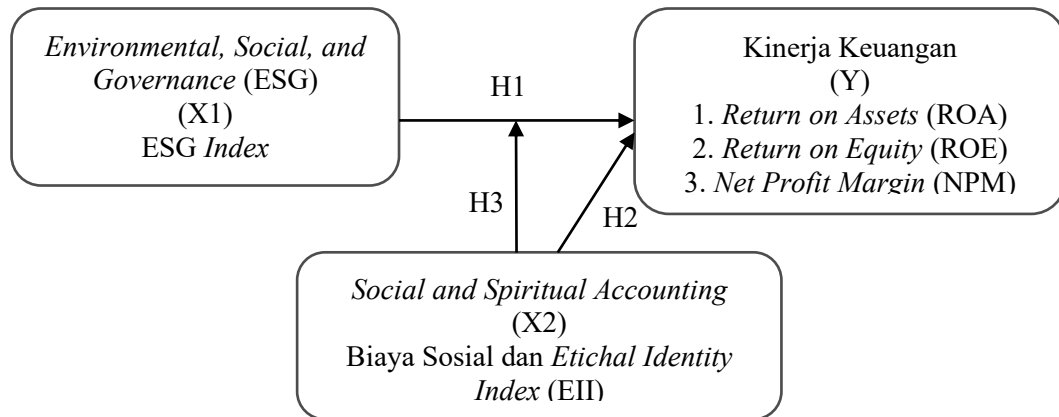 Environmental, Social, and
Governance (ESG)
(X1)
ESG Index
H1
Kinerja Keuangan
(Y)
1. Return on Assets (ROA)
2. Return on Equity (ROE)
3. Net Profit Margin (NPM)
H3
H2
Social and Spiritual Accounting
(X2)
Biaya Sosial dan Etichal Identity
Index (EII)